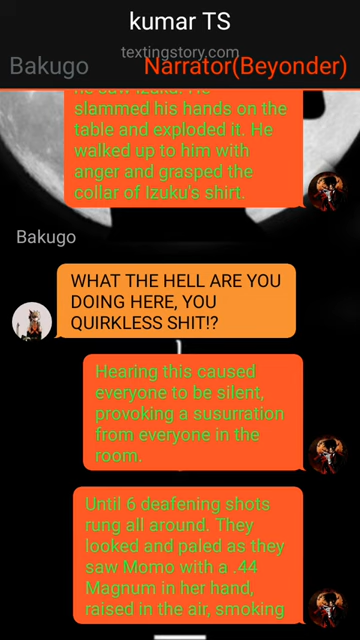 kumar TS
textingstory.com
Bakugo
Narrator(Beyonder)
he saw Izuku. He
slammed his hands on the
table and exploded it. He
walked up to him with
anger and grasped the
collar of Izuku's shirt.
Bakugo
WHAT THE HELL ARE YOU
DOING HERE, YOU
QUIRKLESS SHIT!?
Hearing this caused
everyone to be silent,
provoking a susurration
from everyone in the
room.
Until 6 deafening shots
rung all around. They
looked and paled as they
saw Momo with a .44
Magnum in her hand,
raised in the air, smoking